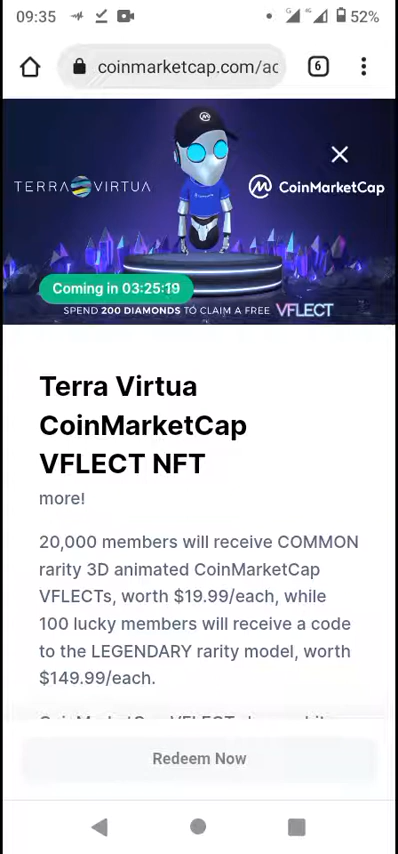 09:35
52%
coinmarketcap.com/ac
6
TERRA VIRTUA
CoinMarketCap
Coming in 03:25:19
SPEND 200 DIAMONDS TO CLAIM A FREE VFLECT
Terra Virtua
CoinMarketCap
VFLECT NFT
more!
20,000 members will receive COMMON
rarity 3D animated CoinMarketCap
VFLECTs, worth $19.99/each, while
100 lucky members will receive a code
to the LEGENDARY rarity model, worth
$149.99/each.
Redeem Now